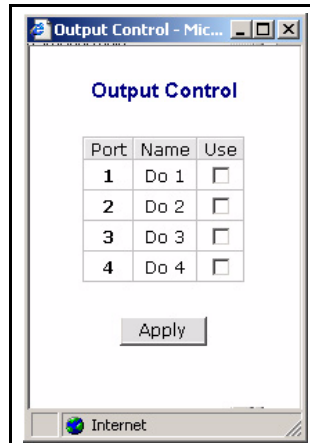 Output Control - Mic...
Output Control
Port Name Use
1 Do 1
2 Do 2
3 Do 3
4 Do 4
Apply
Internet